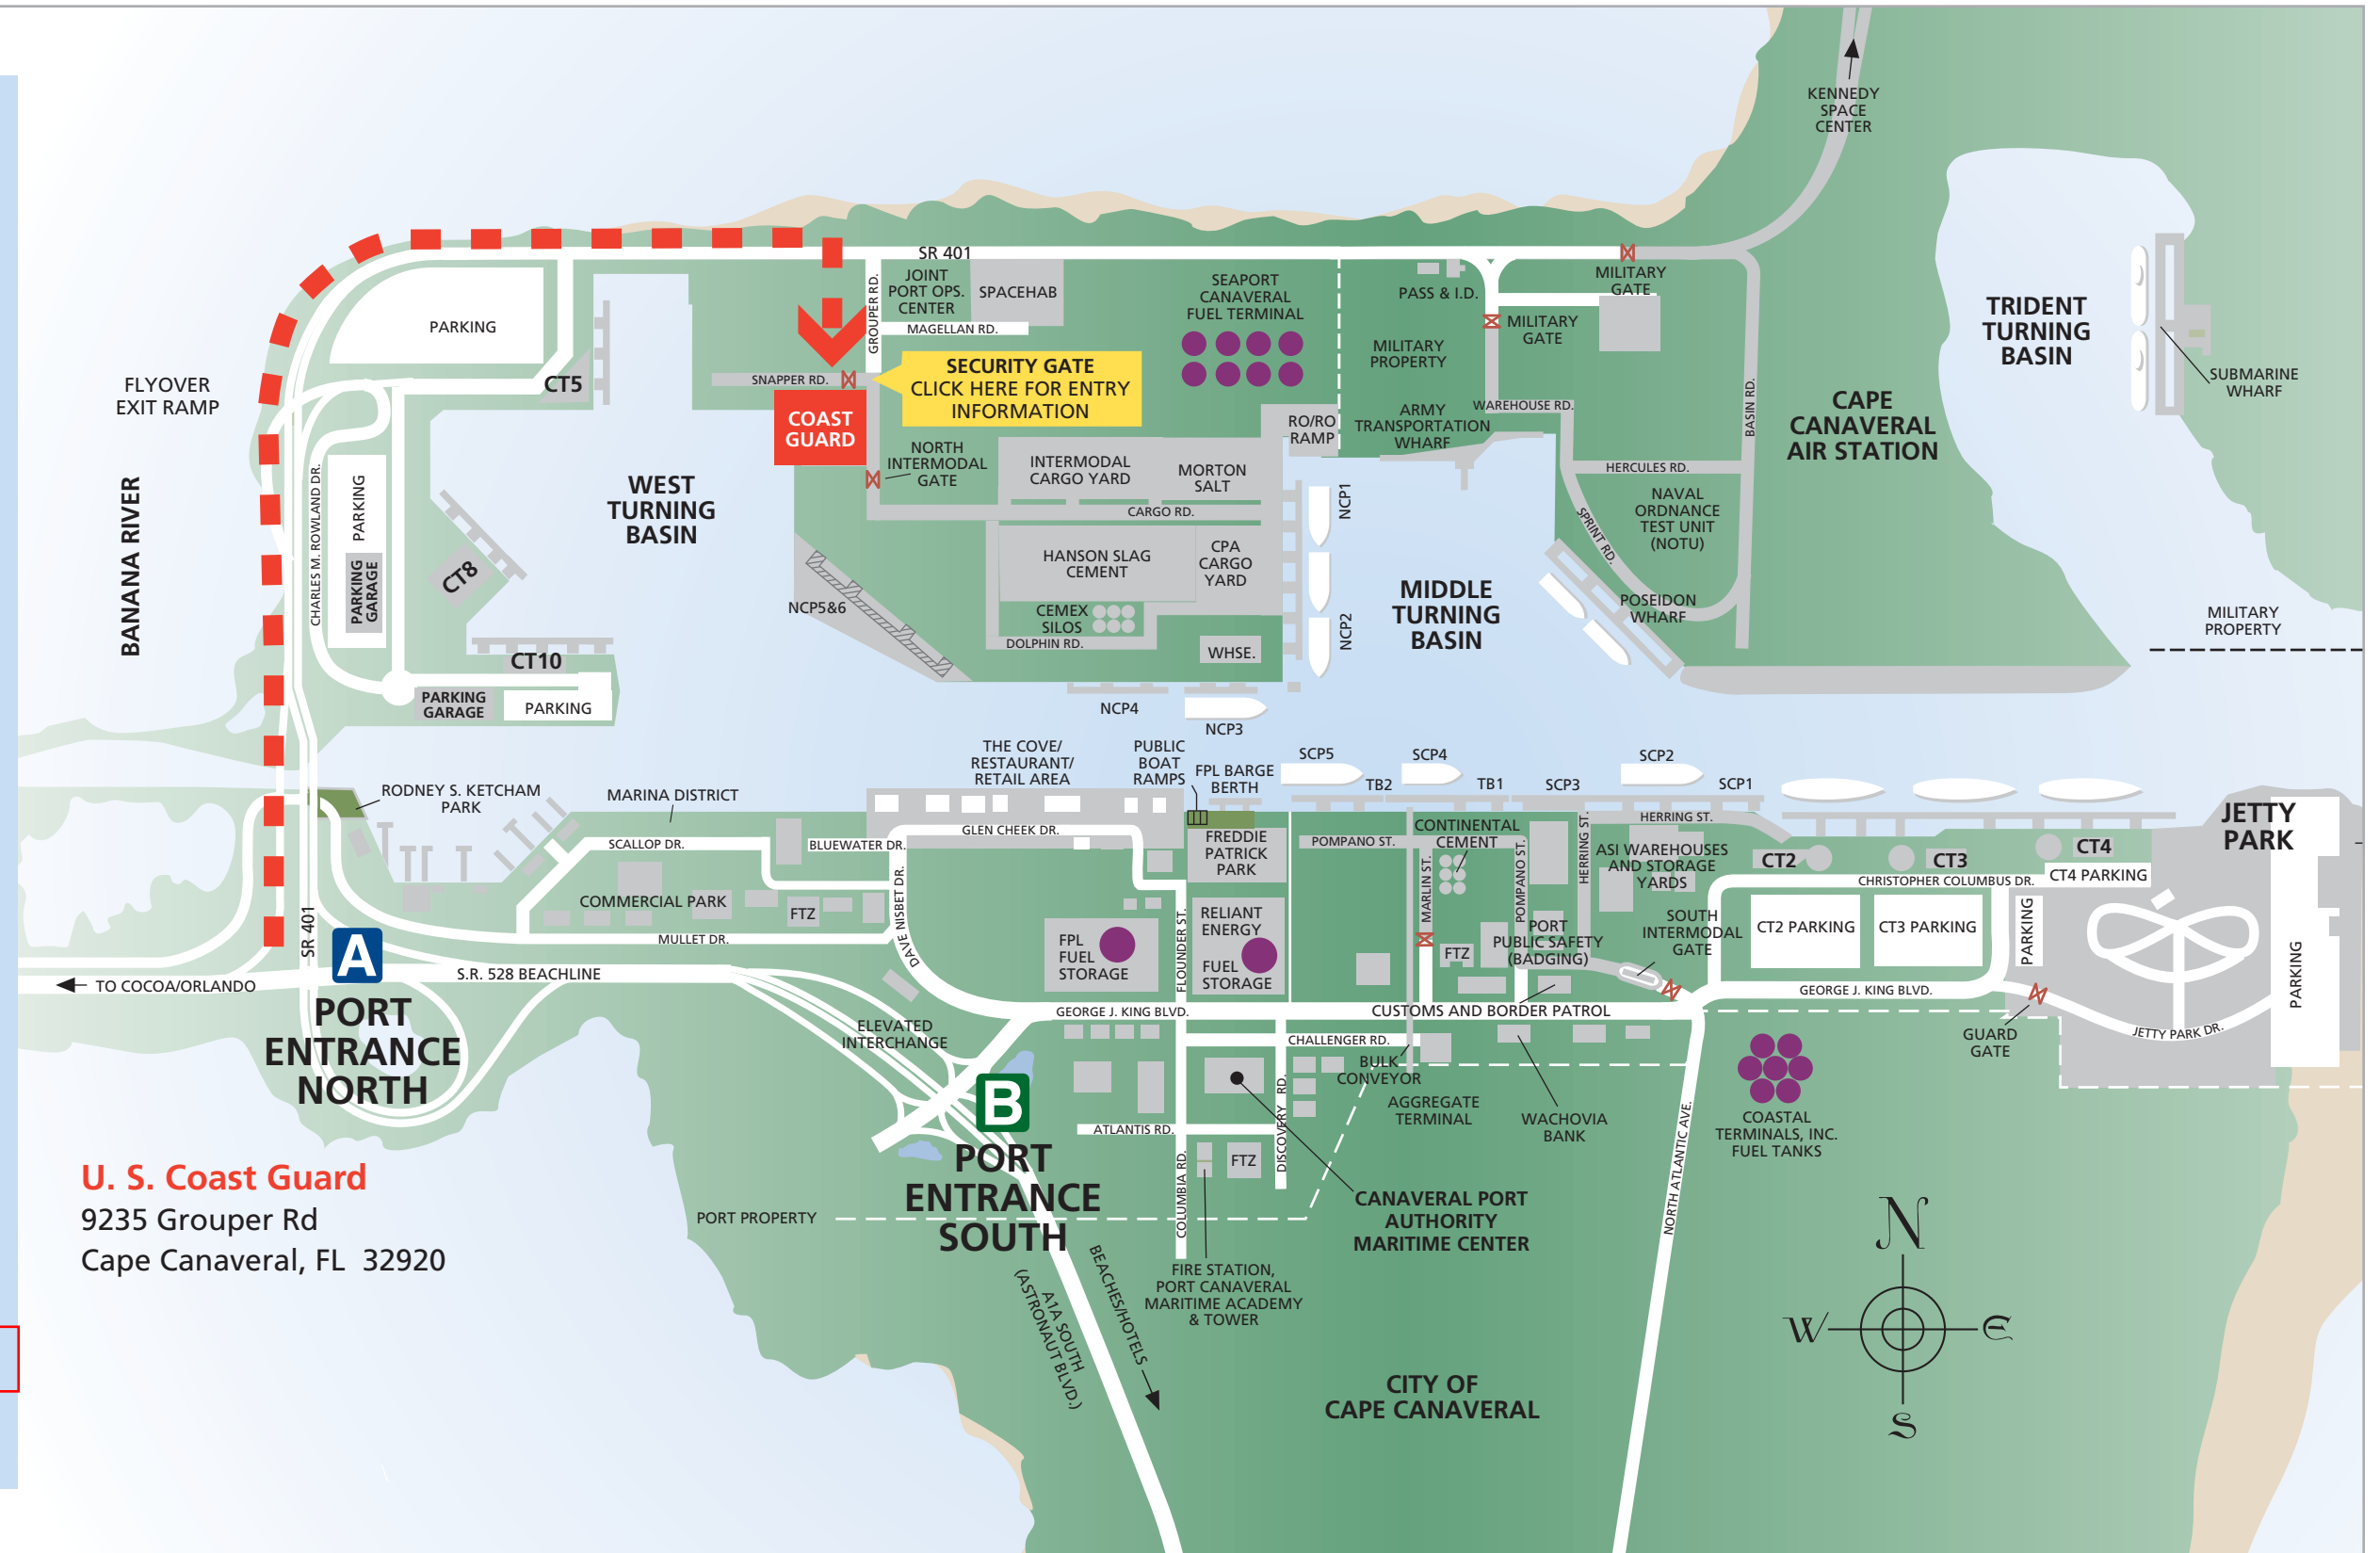 KENNEDY
SPACE
CENTER
SR 401
JOINT
PORT OPS.
CENTER
SPACEHAB
GROUPER RD.
MAGELLAN RD.
SEAPORT
CANAVERAL
FUEL TERMINAL
PASS & I.D.
MILITARY
GATE
MILITARY
GATE
MILITARY
PROPERTY
TRIDENT
TURNING
BASIN
SUBMARINE
WHARF
PARKING
FLYOVER
EXIT RAMP
CT5
SNAPPER RD.
SECURITY GATE
CLICK HERE FOR ENTRY
INFORMATION
COAST
GUARD
RO/RO
RAMP
ARMY
TRANSPORTATION
WHARF
WAREHOUSE RD.
BASIN RD.
CAPE
CANAVERAL
AIR STATION
NORTH
INTERMODAL
GATE
INTERMODAL
CARGO YARD
MORTON
SALT
HERCULES RD.
BANANA RIVER
CHARLES M. ROWLAND DR.
PARKING
PARKING
GARAGE
WEST
TURNING
BASIN
CT8
CARGO RD.
NCP1
NAVAL
ORDNANCE
TEST UNIT
(NOTU)
SPRINT RD.
HANSON SLAG
CEMENT
CPA
CARGO
YARD
NCP5&6
CEMEX
SILOS
DOLPHIN RD.
WHSE.
NCP2
MIDDLE
TURNING
BASIN
POSEIDON
WHARF
MILITARY
PROPERTY
CT10
PARKING
GARAGE
PARKING
NCP4
NCP3
THE COVE/
RESTAURANT/
RETAIL AREA
PUBLIC
BOAT
RAMPS
FPL BARGE
BERTH
SCP5
TB2
SCP4
TB1
SCP3
SCP2
SCP1
RODNEY S. KETCHAM
PARK
MARINA DISTRICT
SCALLOP DR.
BLUEWATER DR.
GLEN CHEEK DR.
FREDDIE
PATRICK
PARK
POMPANO ST.
CONTINENTAL
CEMENT
HERRING ST.
HERRING ST.
ASI WAREHOUSES
AND STORAGE
YARDS
CT2
CT3
CT4
JETTY
PARK
CT4 PARKING
CHRISTOPHER COLUMBUS DR.
COMMERCIAL PARK
FTZ
MULLET DR.
DAVE NISBET DR.
FPL
FUEL
STORAGE
FLOUNDER ST.
RELIANT
ENERGY
FUEL
STORAGE
MARLIN ST.
POMPANO ST.
FTZ
PORT
PUBLIC SAFETY
(BADGING)
SOUTH
INTERMODAL
GATE
CT2 PARKING
CT3 PARKING
PARKING
PARKING
SR 401
A
S.R. 528 BEACHLINE
TO COCOA/ORLANDO
PORT
ENTRANCE
NORTH
ELEVATED
INTERCHANGE
GEORGE J. KING BLVD.
CUSTOMS AND BORDER PATROL
GEORGE J. KING BLVD.
GUARD
GATE
JETTY PARK DR.
CHALLENGER RD.
BULK
CONVEYOR
AGGREGATE
TERMINAL
WACHOVIA
BANK
COASTAL
TERMINALS, INC.
FUEL TANKS
B
PORT
ENTRANCE
SOUTH
ATLANTIS RD.
COLUMBIA RD.
FTZ
DISCOVERY RD.
NORTH ATLANTIC AVE.
CANAVERAL PORT
AUTHORITY
MARITIME CENTER
PORT PROPERTY
FIRE STATION,
PORT CANAVERAL
MARITIME ACADEMY
& TOWER
BEACHES/HOTELS
A1A SOUTH
(ASTRONAUT BLVD.)
CITY OF
CAPE CANAVERAL
U. S. Coast Guard
9235 Grouper Rd
Cape Canaveral, FL 32920
N
W
E
S